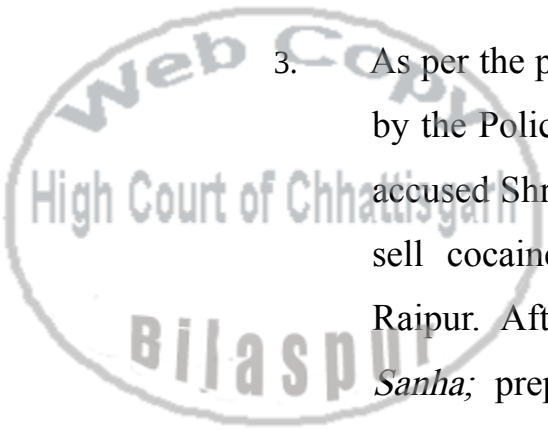 Web Copy
High Court of Chhattisgarh
Bilaspur
3. As per the p
by the Polic
accused Shr
sell cocaine
Raipur. Aft
Sanha; prep